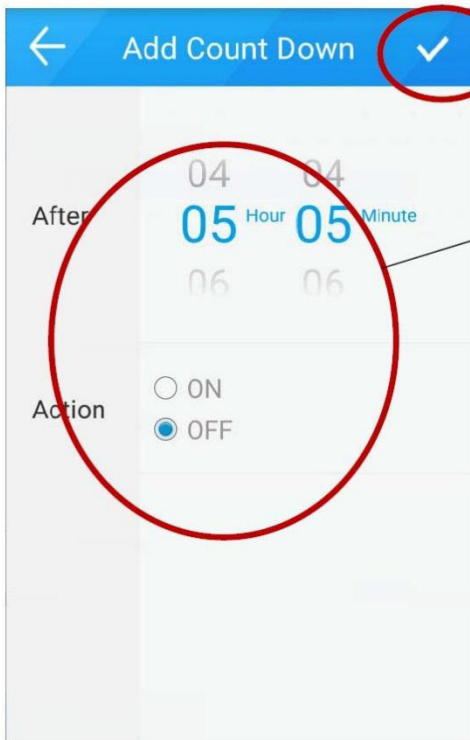 Add Count Down
04 04
After 05 Hour 05 Minute
06 06
Action
ON
OFF